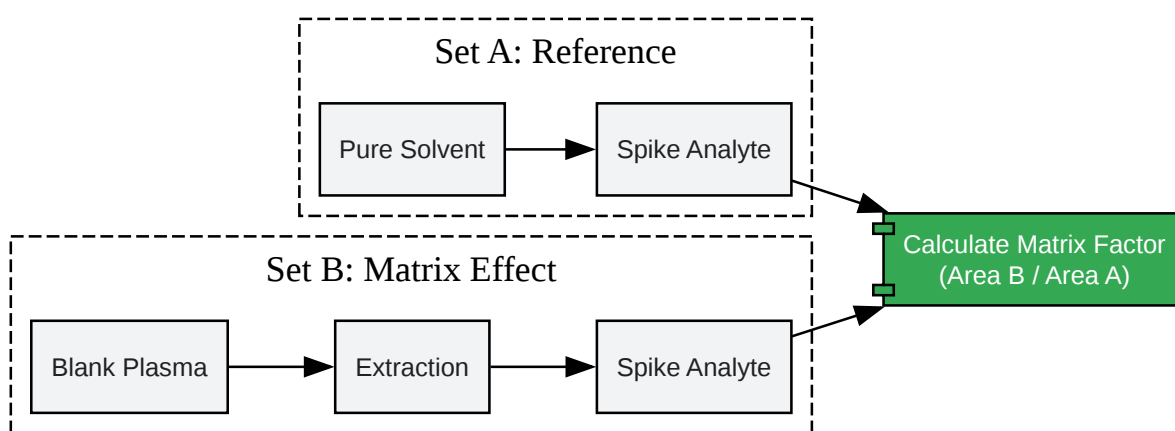 Set A: Reference
Pure Solvent
Spike Analyte
Set B: Matrix Effect
Blank Plasma
Extraction
Spike Analyte
Calculate Matrix Factor
(Area B / Area A)